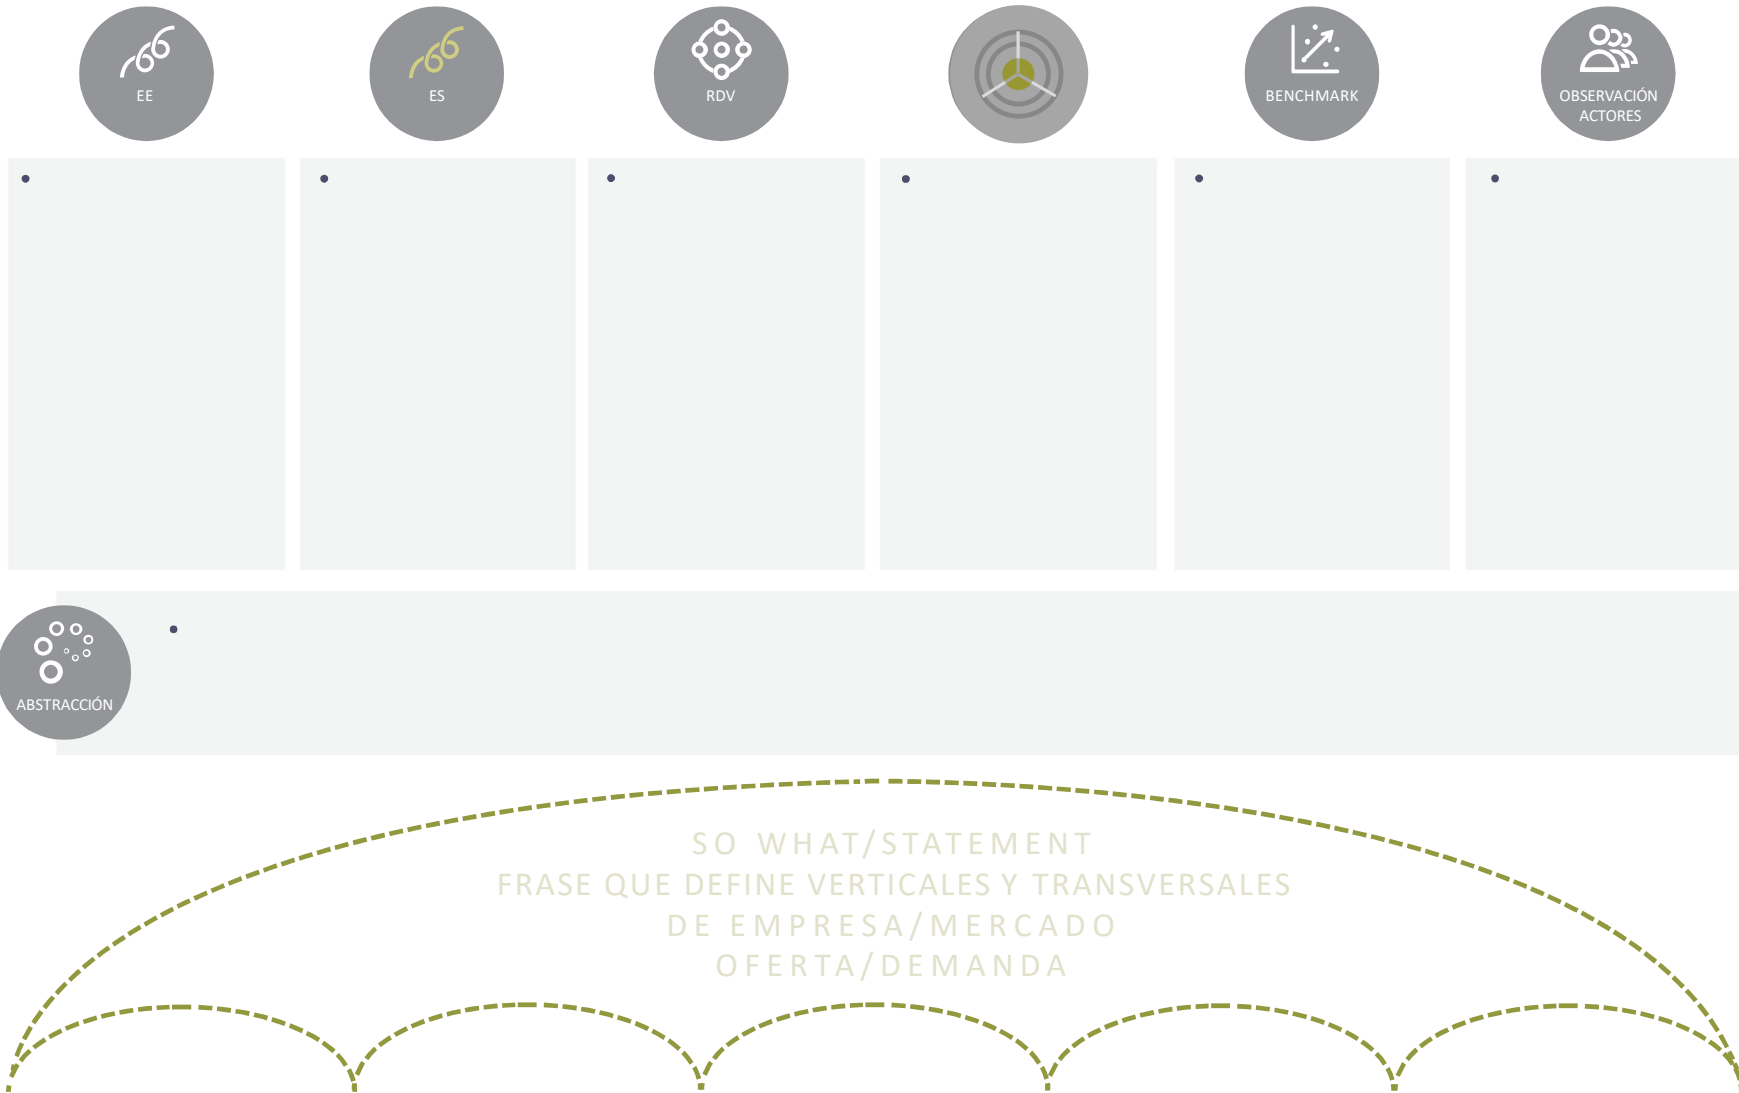 EE
ES
RDV
BENCHMARK
OBSERVACIÓN
ACTORES
ABSTRACCIÓN
SO WHAT/STATEMENT
FRASE QUE DEFINE VERTICALES Y TRANSVERSALES
DE EMPRESA/MERCADO
OFERTA/DEMANDA